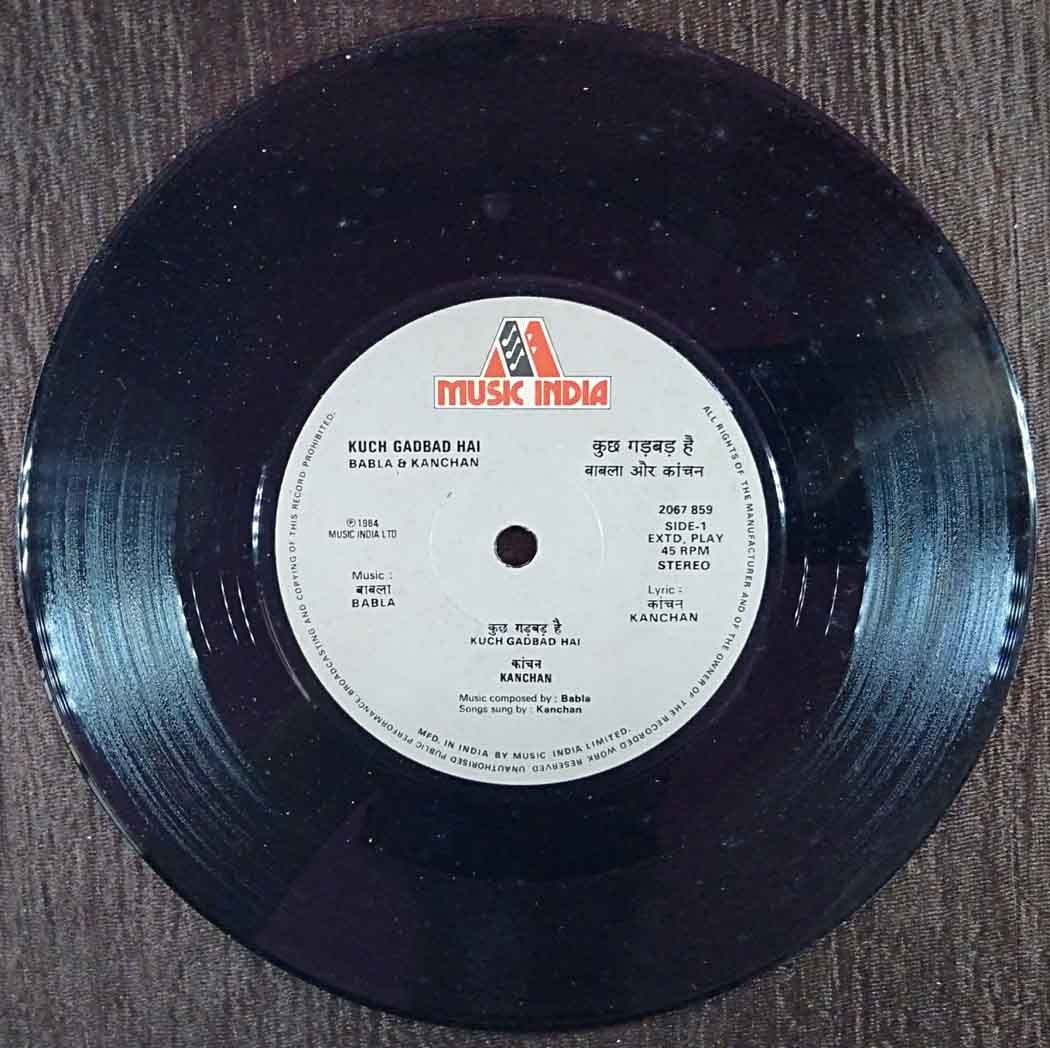 MUSIC INDIA
KUCH GADBAD HAI
BABLA & KANCHAN
कुछ गड़बड़ है
बाबला और कांचन
℗ 1984
MUSIC INDIA LTD
2067 859
SIDE-1
EXTD. PLAY
45 RPM
STEREO
Music :
बाबला
BABLA
Lyric :
कांचन
KANCHAN
कुछ गड़बड़ है
KUCH GADBAD HAI
कांचन
KANCHAN
Music composed by : Babla
Songs sung by : Kanchan
MFD. IN INDIA BY MUSIC INDIA LIMITED.
ALL RIGHTS OF THE MANUFACTURER AND OF THE OWNER OF THE RECORDED WORK RESERVED. UNAUTHORISED PUBLIC PERFORMANCE, BROADCASTING AND COPYING OF THIS RECORD PROHIBITED.